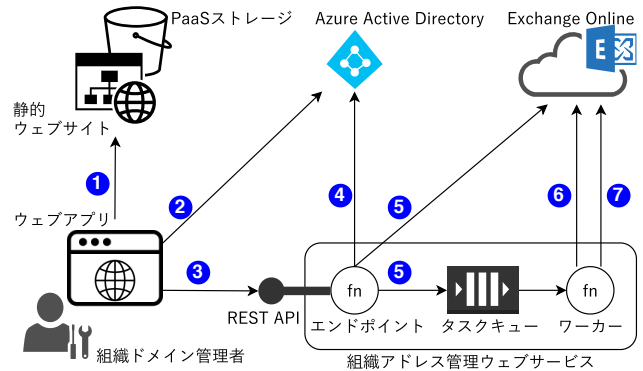 PaaSストレージ
Azure Active Directory
Exchange Online
E
静的
ウェブサイト
1
2
4
5
6
7
ウェブアプリ
3
5
fn
fn
REST API
エンドポイント
タスクキュー
ワーカー
組織ドメイン管理者
組織アドレス管理ウェブサービス